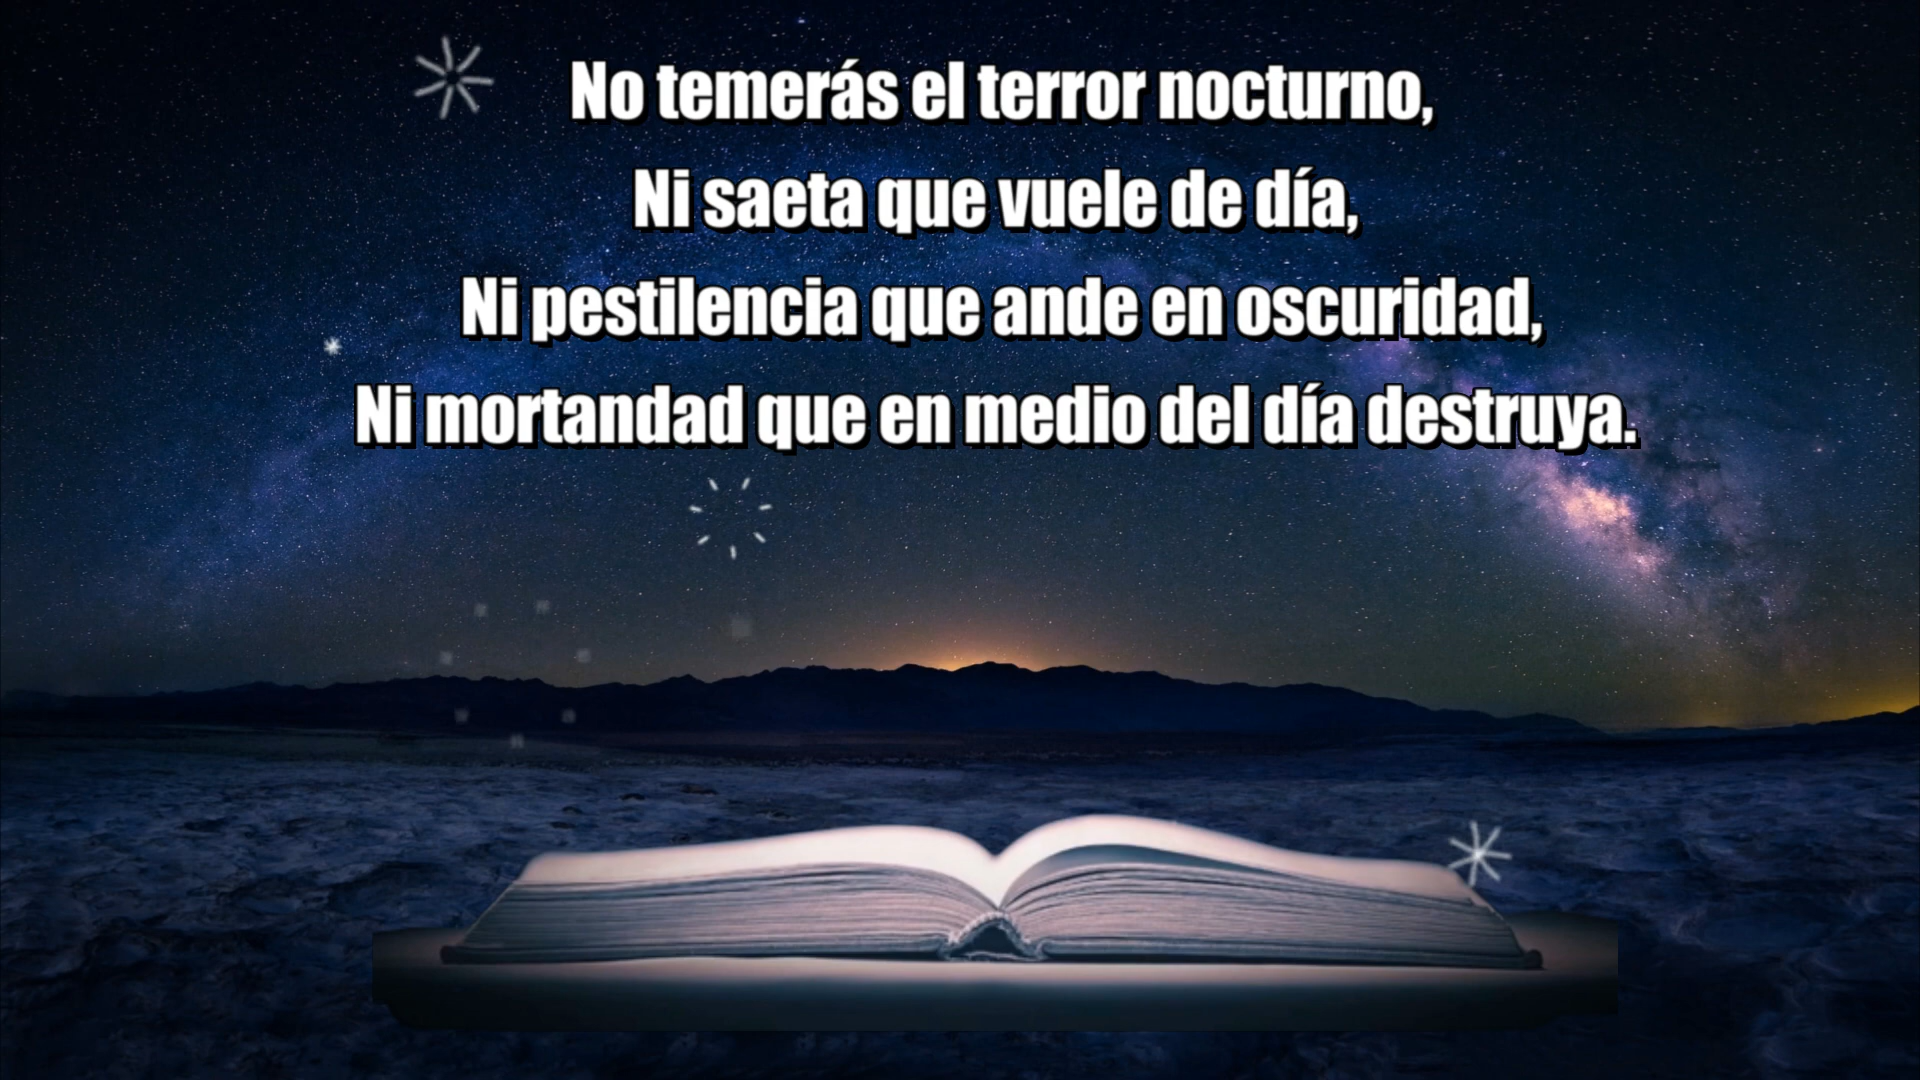 No temerás el terror nocturno,
Ni saeta que vuele de día,
Ni pestilencia que ande en oscuridad,
Ni mortandad que en medio del día destruya.